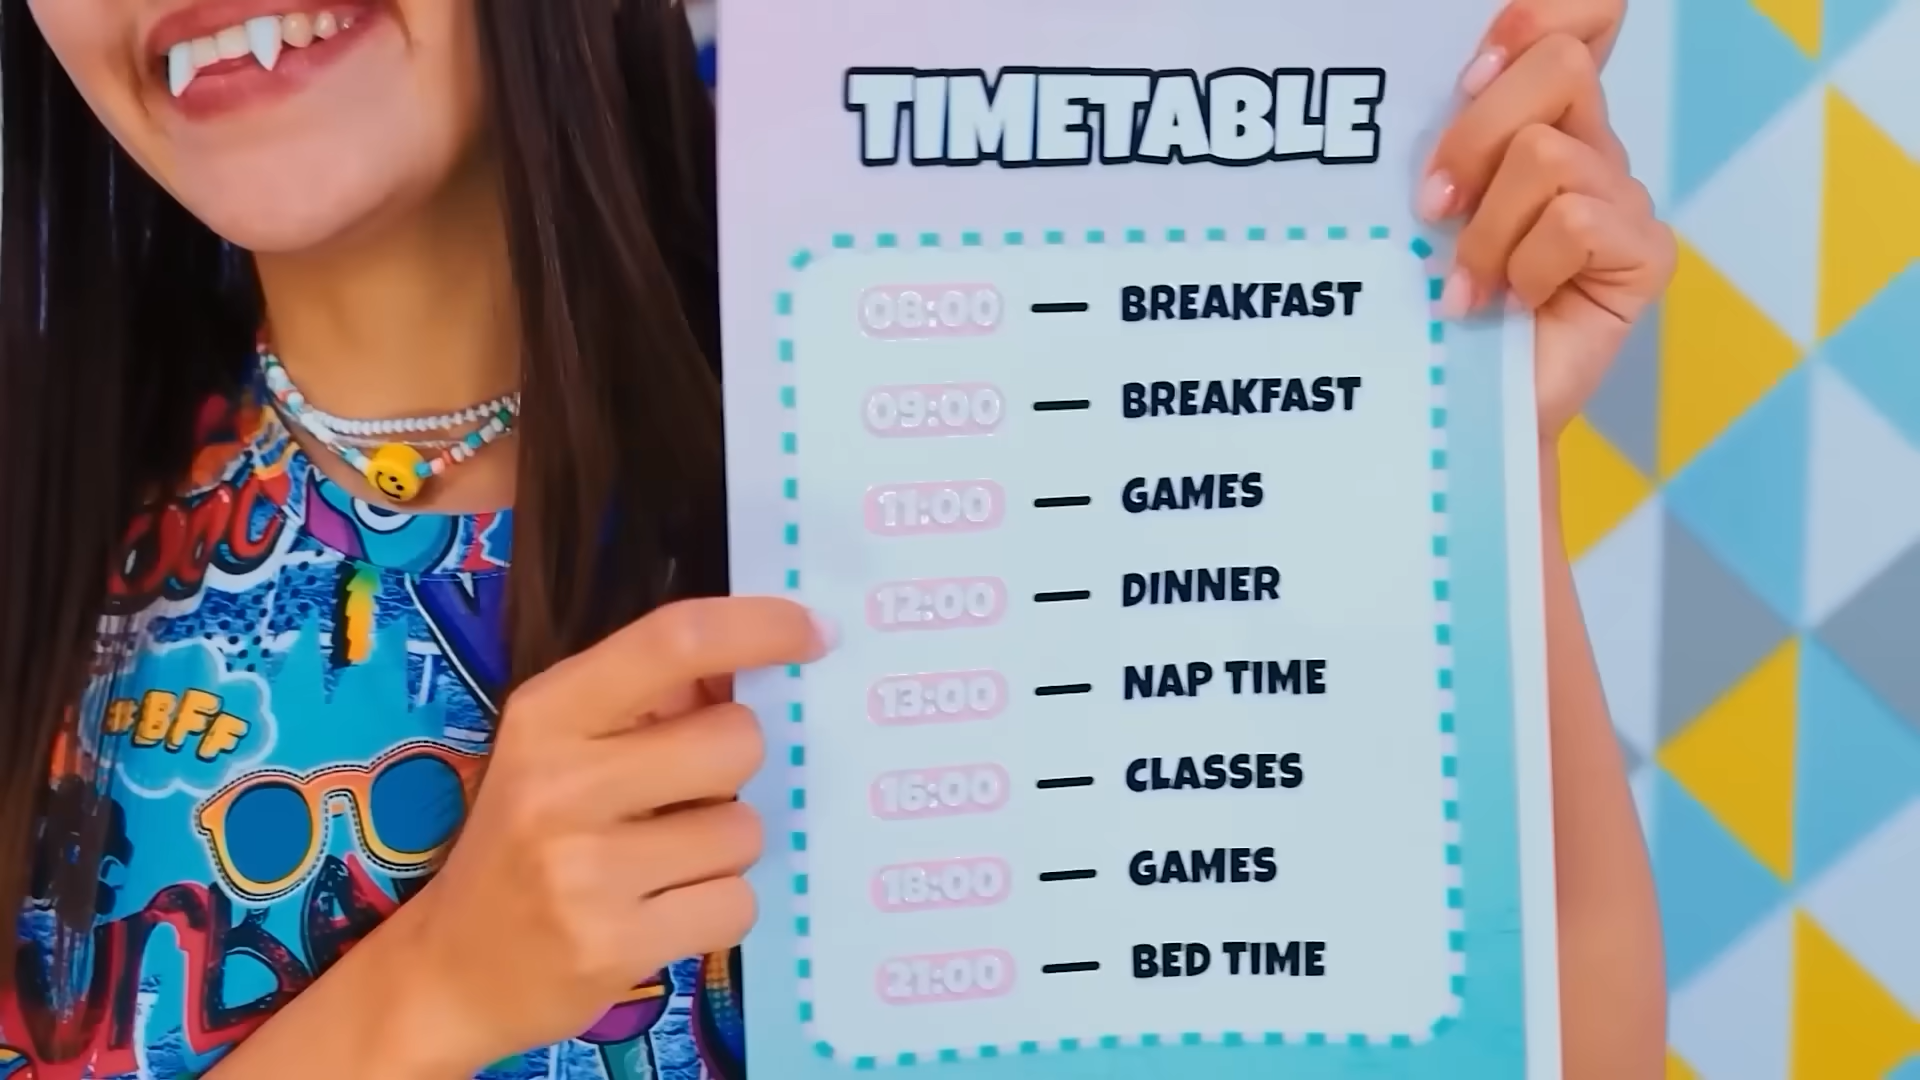 TIMETABLE
08:00 — BREAKFAST
09:00 — BREAKFAST
11:00 — GAMES
12:00 — DINNER
13:00 — NAP TIME
16:00 — CLASSES
18:00 — GAMES
21:00 — BED TIME
#BFF